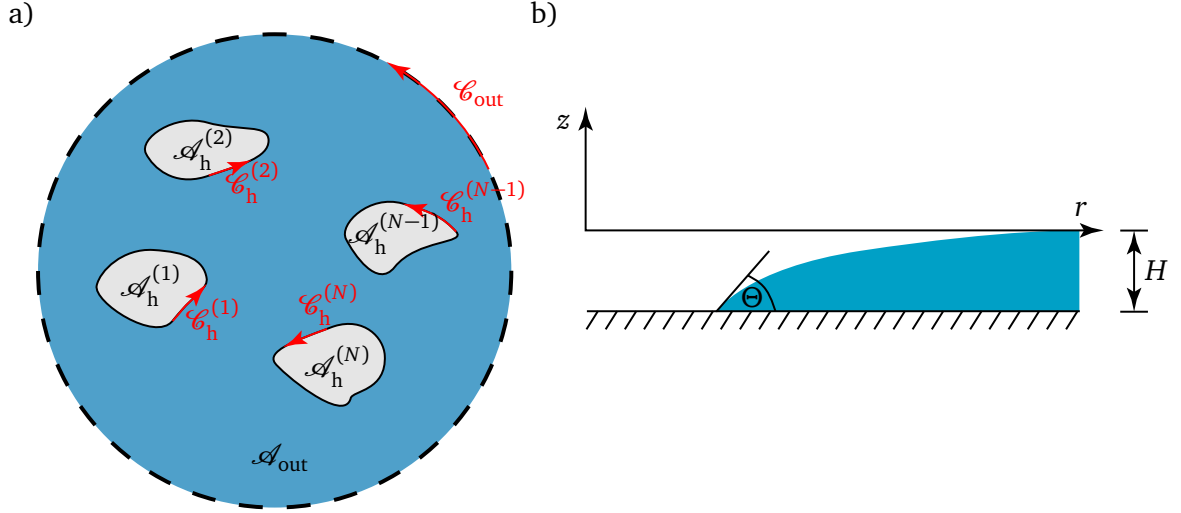 a)
b)
𝒞out
𝒜h(2)
𝒞h(2)
z
𝒞h(N−1)
𝒜h(N−1)
r
𝒜h(1)
𝒞h(1)
𝒞h(N)
H
Θ
𝒜h(N)
𝒜out